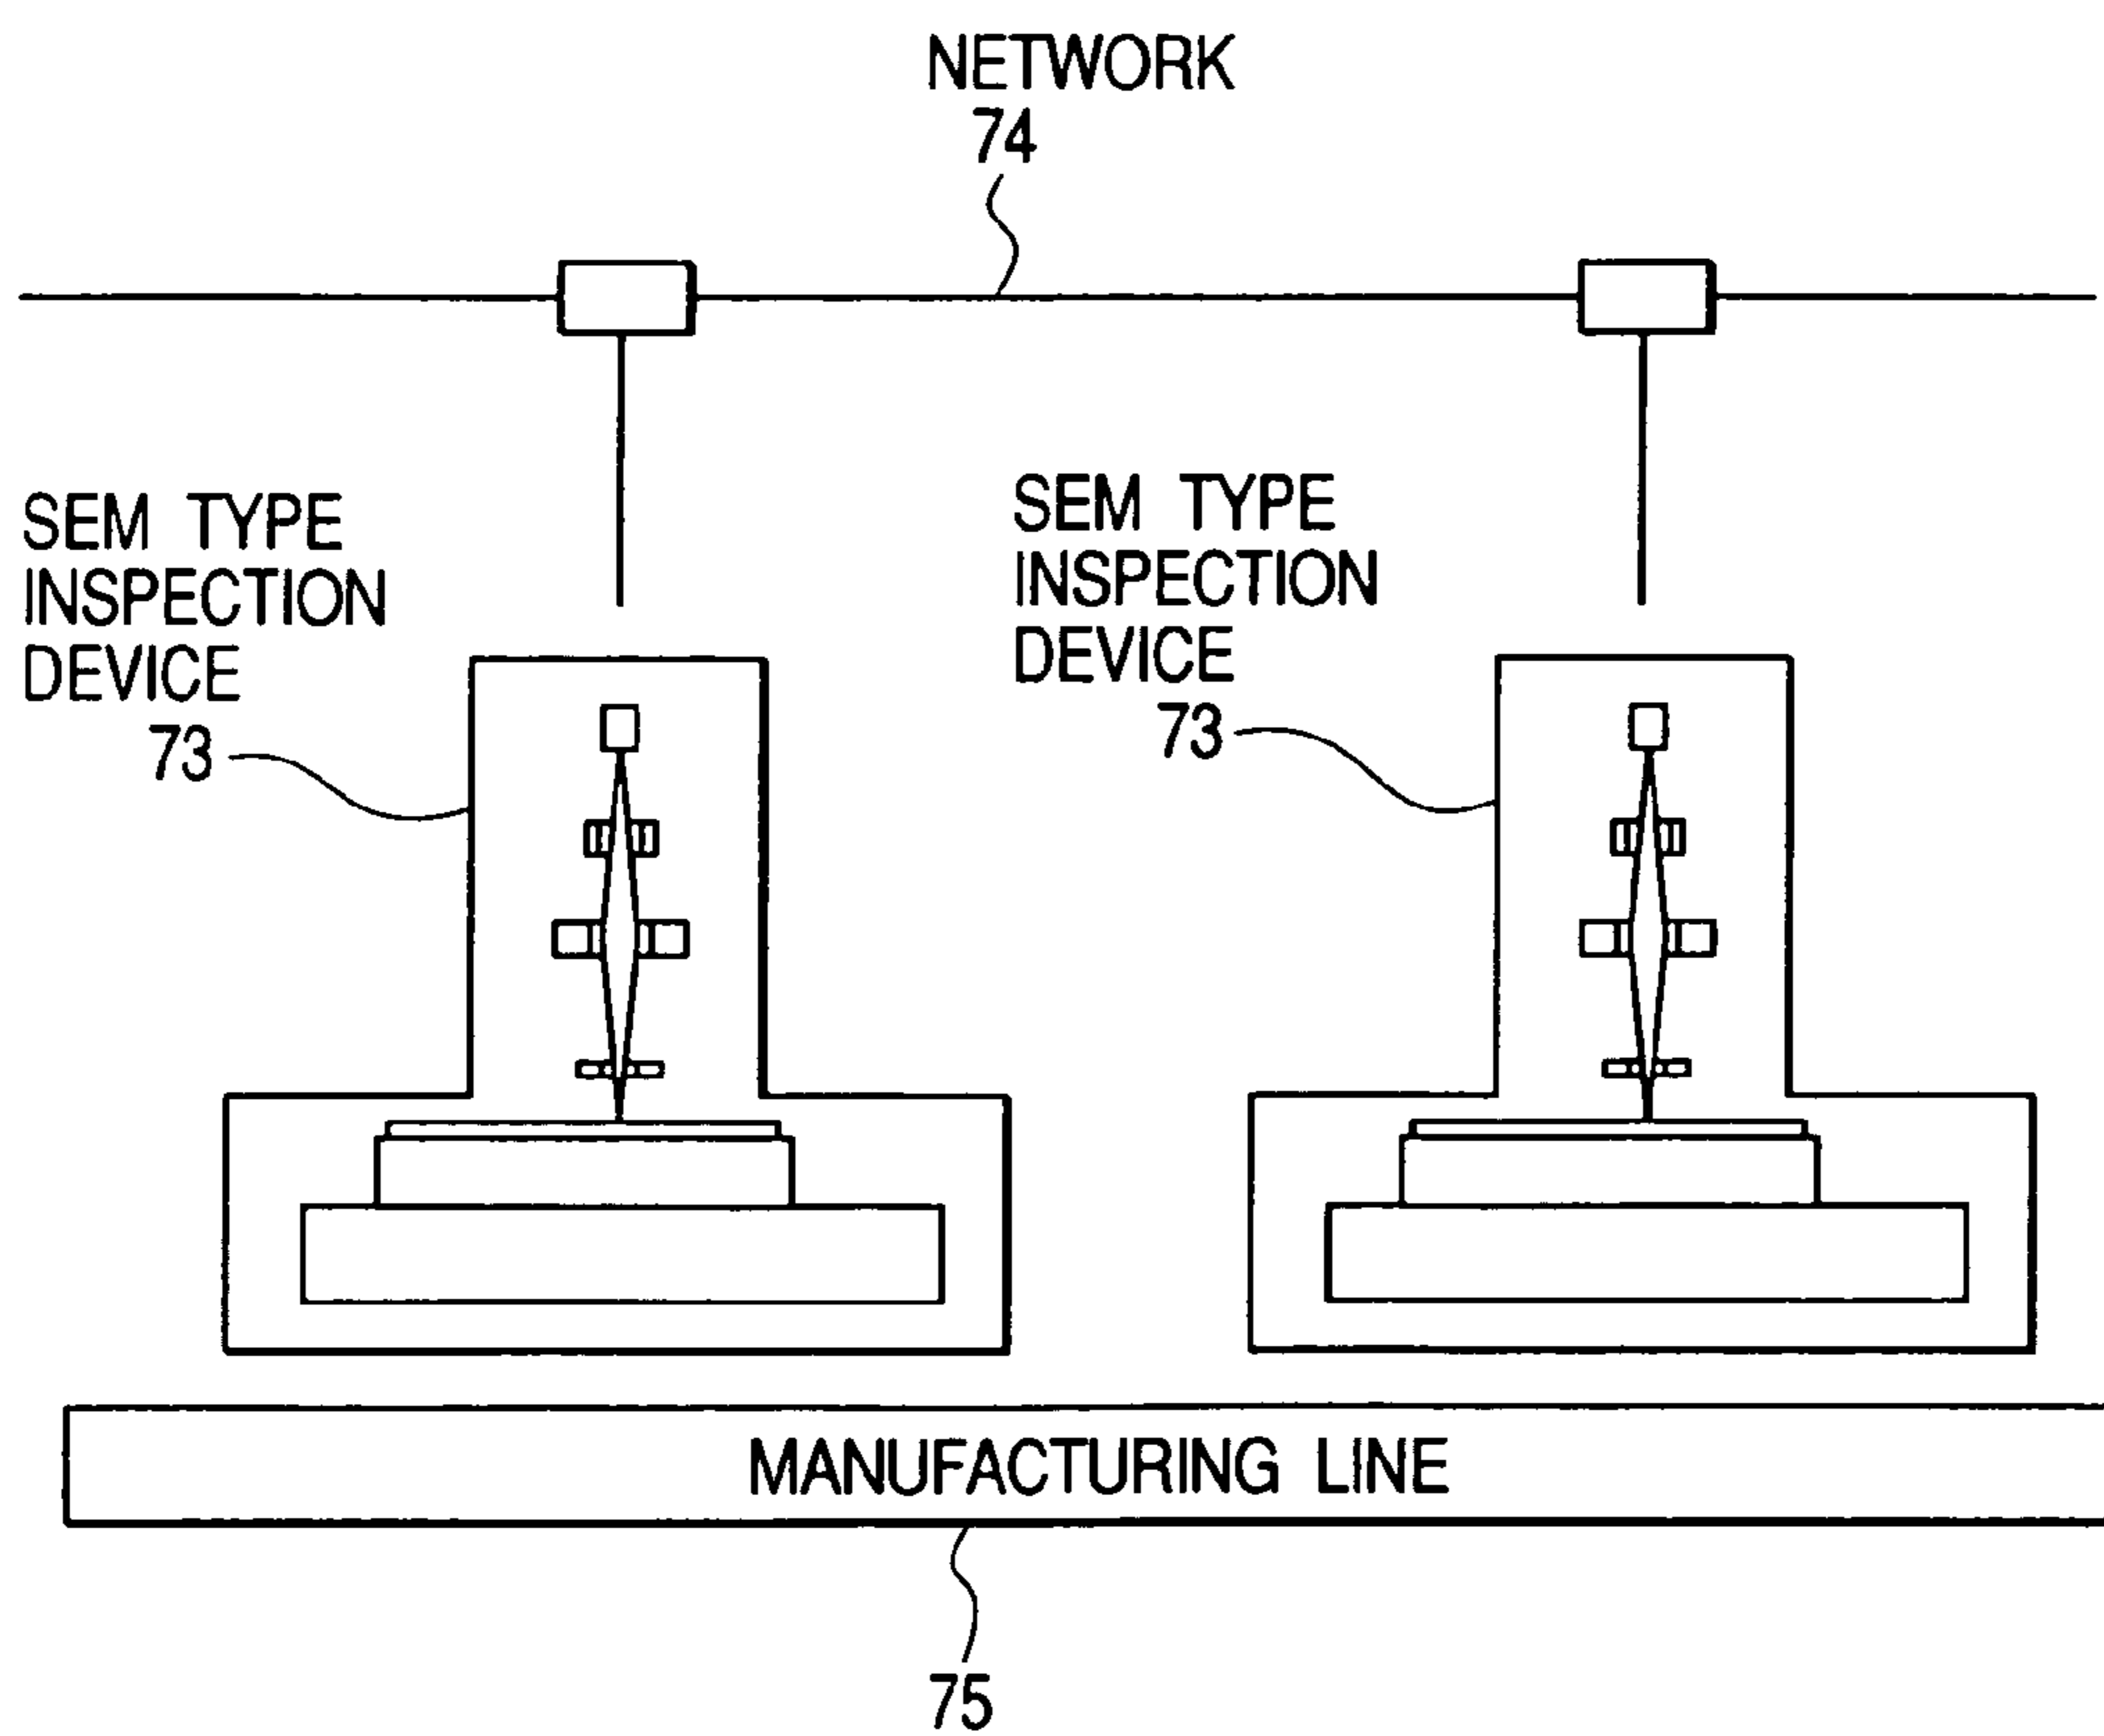 NETWORK
74
SEM TYPE
INSPECTION
DEVICE
73
SEM TYPE
INSPECTION
DEVICE
73
MANUFACTURING LINE
75